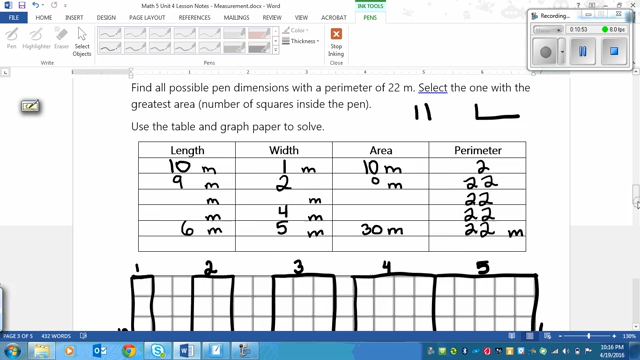 Math 5 Unit 4 Lesson Notes - Measurement.docx - Word
INK TOOLS
FILE HOME INSERT DESIGN PAGE LAYOUT REFERENCES MAILINGS REVIEW VIEW ACROBAT PENS
Pen Highlighter Eraser Select Objects
Color
Thickness
Stop Inking
Write
Pens
Recording...
0:10:53 8.0 fps
Find all possible pen dimensions with a perimeter of 22 m. Select the one with the
greatest area (number of squares inside the pen).
11 L
Use the table and graph paper to solve.
Length Width Area Perimeter
10 m 1 m 10 m 2
9 m 2 m 22
m m 22
m 4 m 22
6 m 5 m 30 m 22 m
1 2 3 4 5
PAGE 3 OF 5 432 WORDS
130%
10:16 PM
4/19/2016